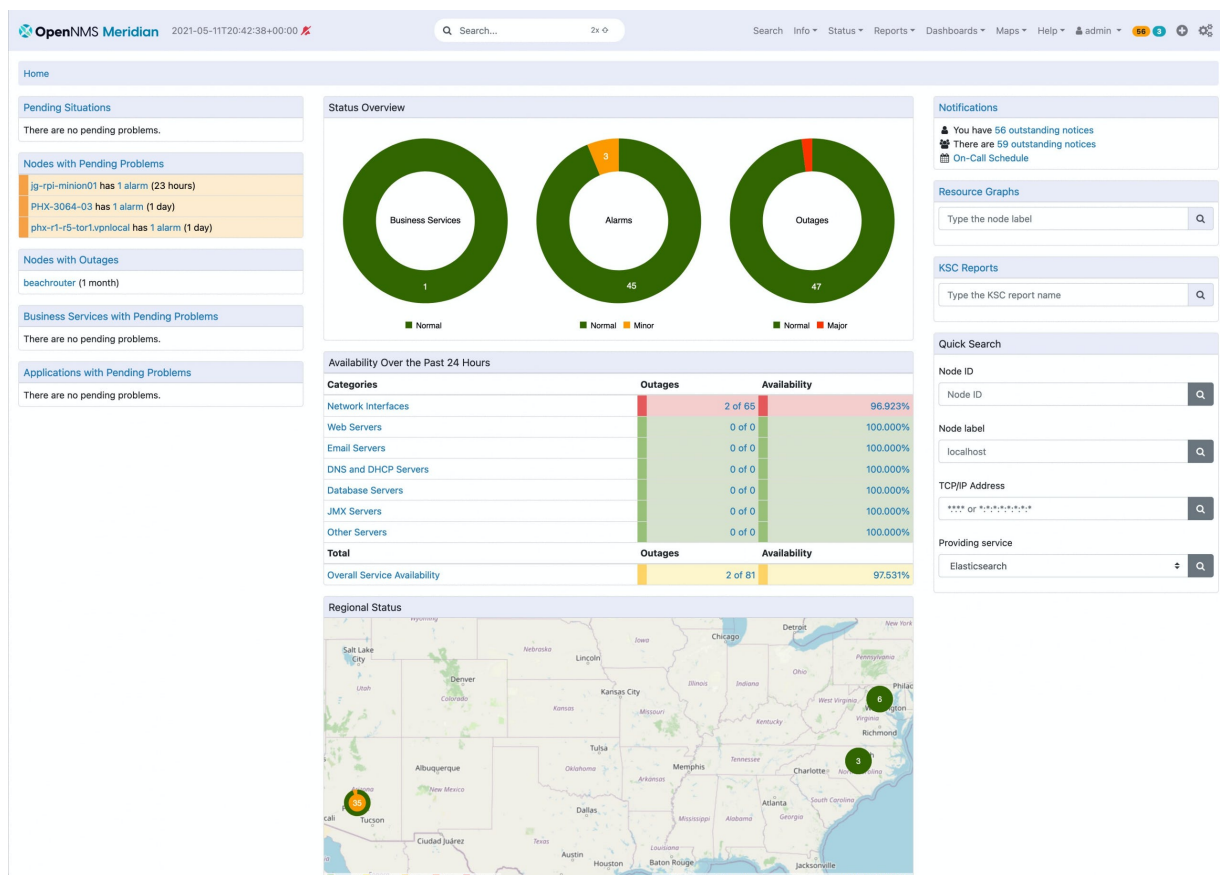 OpenNMS Meridian 2021-05-11T20:42:38+00:00
Search... 2x
Search Info Status Reports Dashboards Maps Help admin 56 3
Home
Pending Situations
There are no pending problems.
Nodes with Pending Problems
jg-rpi-minion01 has 1 alarm (23 hours)
PHX-3064-03 has 1 alarm (1 day)
phx-r1-r5-tor1.vpnlocal has 1 alarm (1 day)
Nodes with Outages
beachrouter (1 month)
Business Services with Pending Problems
There are no pending problems.
Applications with Pending Problems
There are no pending problems.
Status Overview
3
Business Services Alarms Outages
1 45 47
Normal Normal Minor Normal Major
Availability Over the Past 24 Hours
Categories Outages Availability
Network Interfaces 2 of 65 96.923%
Web Servers 0 of 0 100.000%
Email Servers 0 of 0 100.000%
DNS and DHCP Servers 0 of 0 100.000%
Database Servers 0 of 0 100.000%
JMX Servers 0 of 0 100.000%
Other Servers 0 of 0 100.000%
Total Outages Availability
Overall Service Availability 2 of 81 97.531%
Regional Status
Wyoming Detroit New York
Iowa Chicago
Salt Lake City Nebraska Lincoln Pennsylvania
Denver Ohio
Utah Colorado Kansas City Illinois Indiana Philad
6
Kansas Missouri West Virginia
Kentucky Virginia
Richmond
Tulsa
3
Albuquerque Oklahoma Memphis Tennessee Charlotte
Arkansas
New Mexico
35
Tucson Dallas Atlanta South Carolina
Mississippi Alabama Georgia
Ciudad Juárez Texas
Louisiana
Austin Houston Baton Rouge Jacksonville
Notifications
You have 56 outstanding notices
There are 59 outstanding notices
On-Call Schedule
Resource Graphs
Type the node label
KSC Reports
Type the KSC report name
Quick Search
Node ID
Node ID
Node label
localhost
TCP/IP Address
*.*.*.* or *:*:*:*:*:*:*:*
Providing service
Elasticsearch